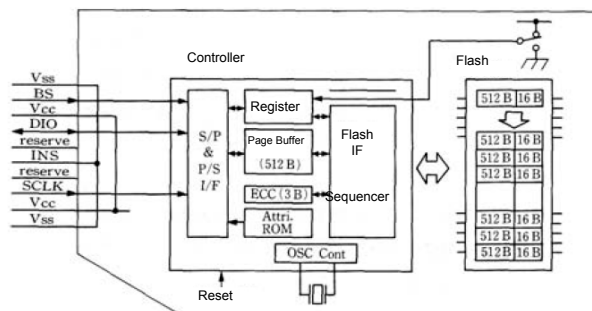 Controller
Flash
Vss
BS
Vcc
DIO
reserve
INS
reserve
SCLK
Vcc
Vss
S/P
&
P/S
I/F
Register
Page Buffer
(512 B)
ECC (3 B)
Attri-
ROM
OSC Cont
Flash
IF
Sequencer
Reset
512 B 16 B
512 B 16 B
512 B 16 B
512 B 16 B
512 B 16 B
512 B 16 B
512 B 16 B